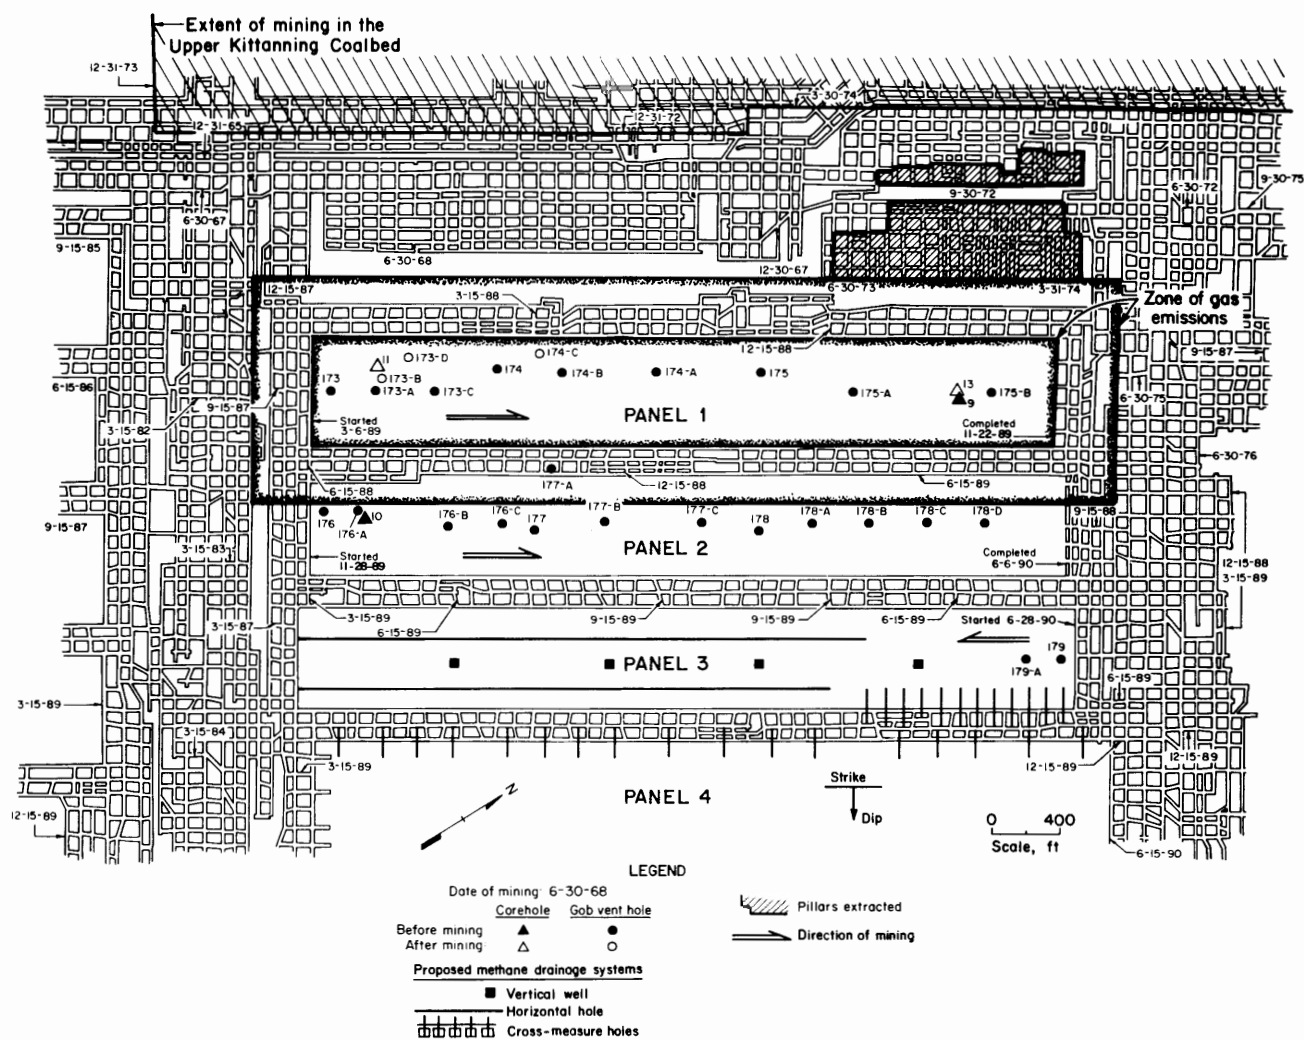 Extent of mining in the
Upper Kittanning Coalbed
12-31-73
3-30-74
12-31-65
12-31-72
9-30-72
6-30-72
9-30-75
6-30-67
9-15-85
6-30-68
12-30-67
6-30-73
3-31-74
12-15-87
3-15-88
Zone of gas
emissions
12-15-88
9-15-87
11
173-D
174-C
173
173-B
174
174-B
174-A
175
13
6-15-86
173-A
173-C
175-A
9
175-B
9-15-87
6-30-75
3-15-82
PANEL 1
Started
3-6-89
Completed
11-22-89
6-30-76
6-15-88
177-A
12-15-88
6-15-89
9-15-87
176
176-A
10
176-B
176-C
177
177-B
177-C
178
178-A
178-B
178-C
178-D
9-15-88
3-15-83
Started
11-28-89
PANEL 2
Completed
6-6-90
12-15-88
3-15-89
3-15-87
3-15-89
6-15-89
9-15-89
9-15-89
6-15-89
Started 6-28-90
PANEL 3
179
179-A
6-15-89
3-15-89
3-15-84
3-15-89
12-15-89
12-15-89
12-15-89
PANEL 4
N
Strike
Dip
0 400
Scale, ft
6-15-90
LEGEND
Date of mining: 6-30-68
Corehole Gob vent hole
Before mining
After mining
Pillars extracted
Direction of mining
Proposed methane drainage systems
Vertical well
Horizontal hole
Cross-measure holes